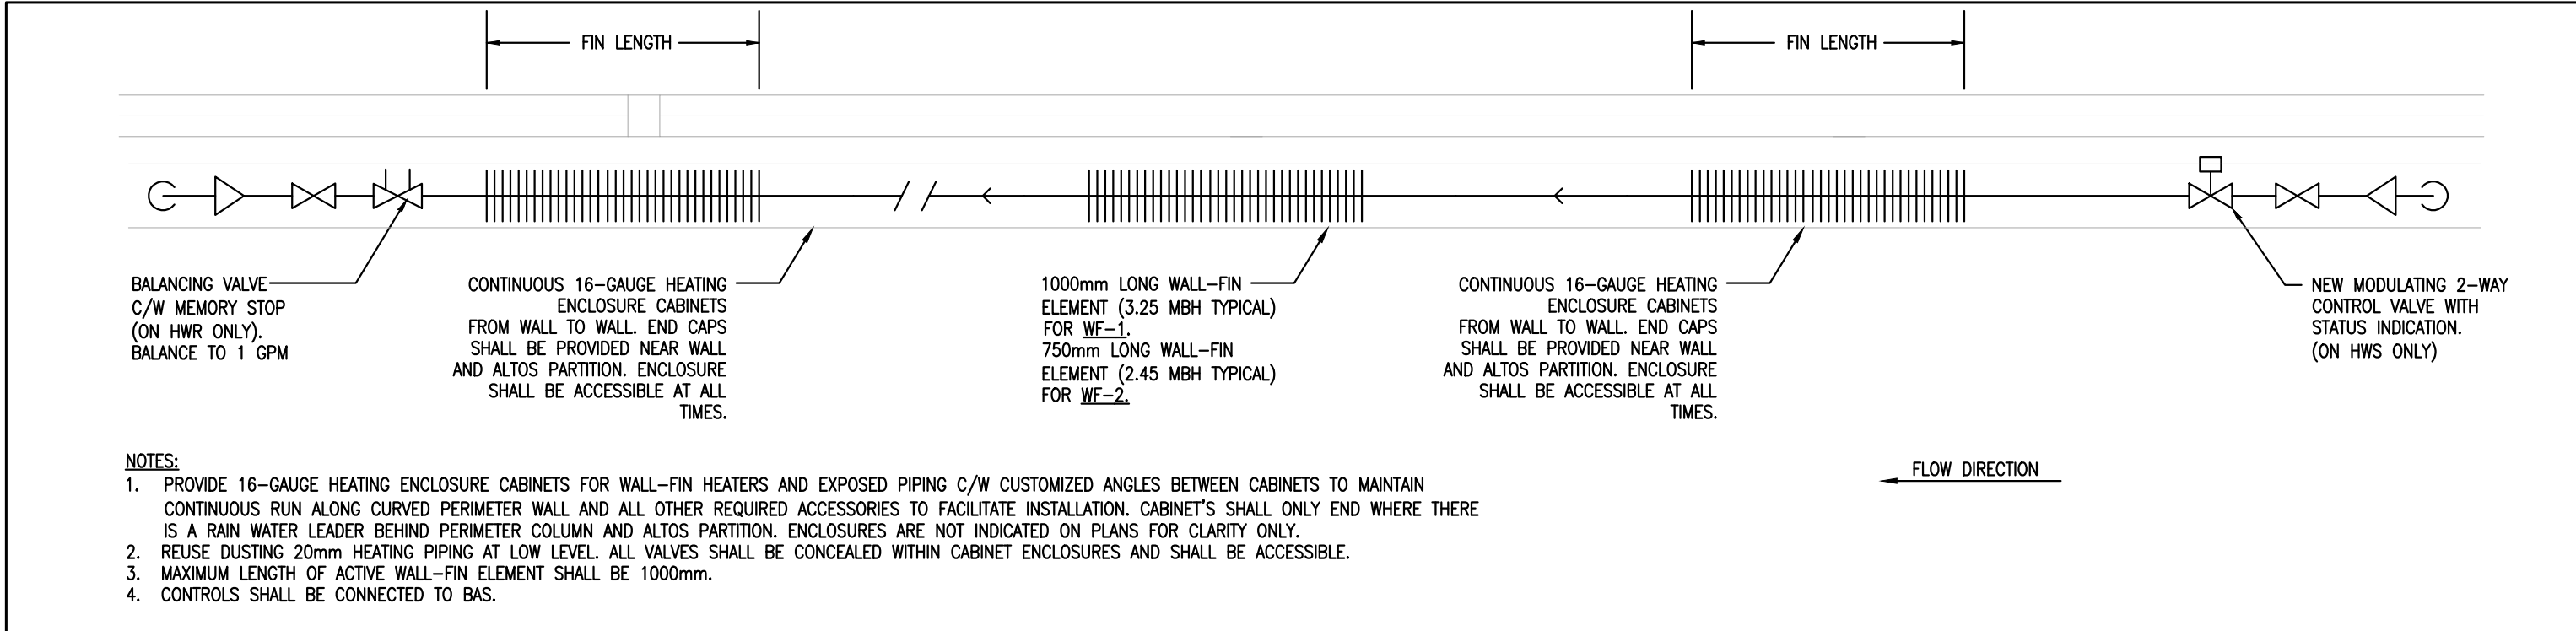 FIN LENGTH
FIN LENGTH
BALANCING VALVE
C/W MEMORY STOP
(ON HWR ONLY).
BALANCE TO 1 GPM
CONTINUOUS 16-GAUGE HEATING
ENCLOSURE CABINETS
FROM WALL TO WALL. END CAPS
SHALL BE PROVIDED NEAR WALL
AND ALTOS PARTITION. ENCLOSURE
SHALL BE ACCESSIBLE AT ALL
TIMES.
1000mm LONG WALL-FIN
ELEMENT (3.25 MBH TYPICAL)
FOR WF-1.
750mm LONG WALL-FIN
ELEMENT (2.45 MBH TYPICAL)
FOR WF-2.
CONTINUOUS 16-GAUGE HEATING
ENCLOSURE CABINETS
FROM WALL TO WALL. END CAPS
SHALL BE PROVIDED NEAR WALL
AND ALTOS PARTITION. ENCLOSURE
SHALL BE ACCESSIBLE AT ALL
TIMES.
NEW MODULATING 2-WAY
CONTROL VALVE WITH
STATUS INDICATION.
(ON HWS ONLY)
FLOW DIRECTION
NOTES:
1. PROVIDE 16-GAUGE HEATING ENCLOSURE CABINETS FOR WALL-FIN HEATERS AND EXPOSED PIPING C/W CUSTOMIZED ANGLES BETWEEN CABINETS TO MAINTAIN
CONTINUOUS RUN ALONG CURVED PERIMETER WALL AND ALL OTHER REQUIRED ACCESSORIES TO FACILITATE INSTALLATION. CABINET'S SHALL ONLY END WHERE THERE
IS A RAIN WATER LEADER BEHIND PERIMETER COLUMN AND ALTOS PARTITION. ENCLOSURES ARE NOT INDICATED ON PLANS FOR CLARITY ONLY.
2. REUSE DUSTING 20mm HEATING PIPING AT LOW LEVEL. ALL VALVES SHALL BE CONCEALED WITHIN CABINET ENCLOSURES AND SHALL BE ACCESSIBLE.
3. MAXIMUM LENGTH OF ACTIVE WALL-FIN ELEMENT SHALL BE 1000mm.
4. CONTROLS SHALL BE CONNECTED TO BAS.